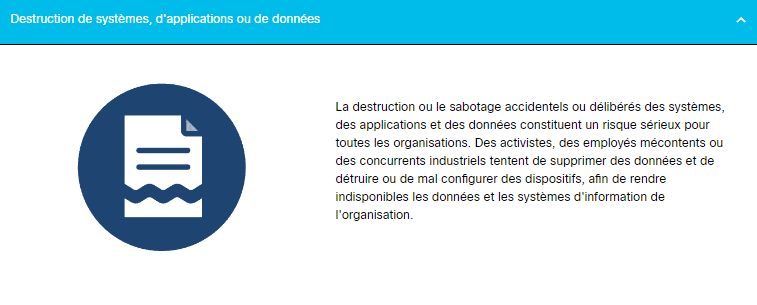 Destruction de systèmes, d'applications ou de données
La destruction ou le sabotage accidentels ou délibérés des systèmes,
des applications et des données constituent un risque sérieux pour
toutes les organisations. Des activistes, des employés mécontents ou
des concurrents industriels tentent de supprimer des données et de
détruire ou de mal configurer des dispositifs, afin de rendre
indisponibles les données et les systèmes d'information de
l'organisation.